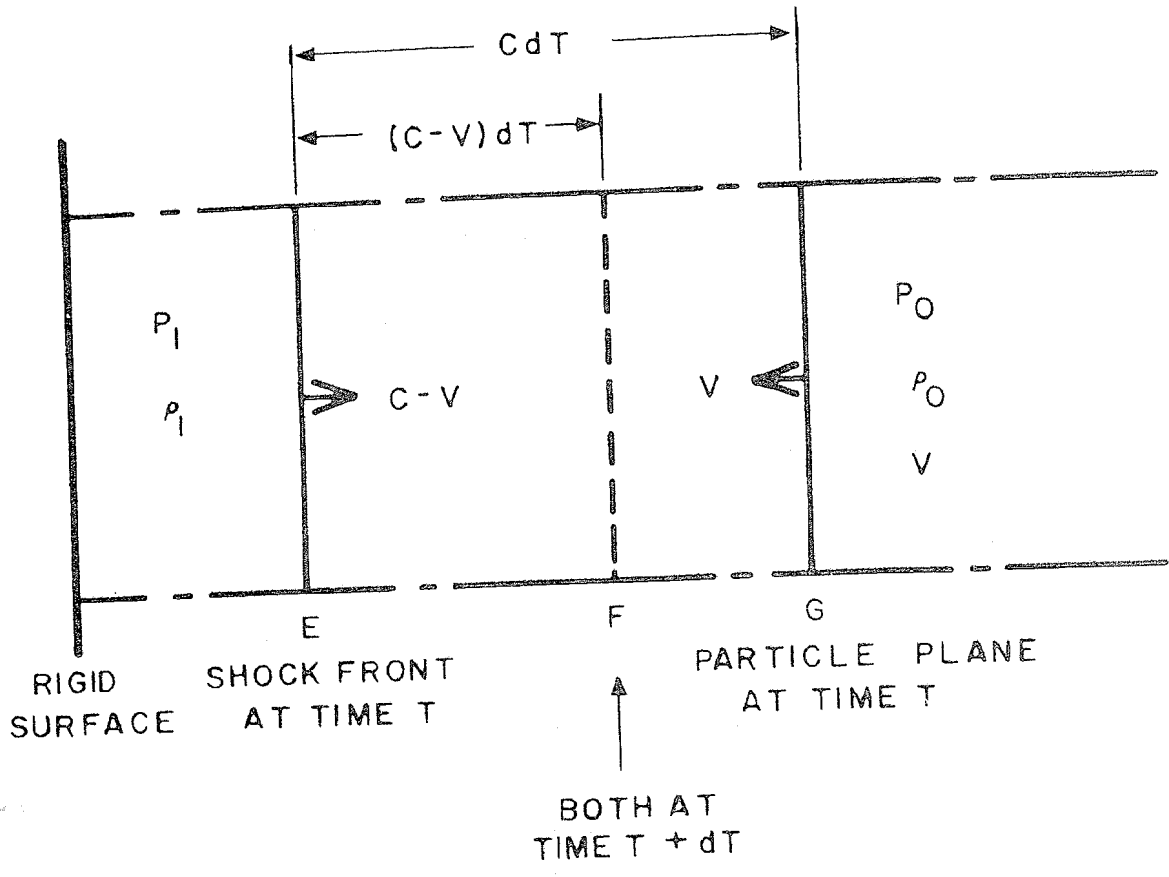 CdT
(C-V)dT
P₁
ρ₁
C-V
V
P₀
ρ₀
V
E
F
G
RIGID
SURFACE
SHOCK FRONT
AT TIME T
PARTICLE PLANE
AT TIME T
BOTH AT
TIME T + dT